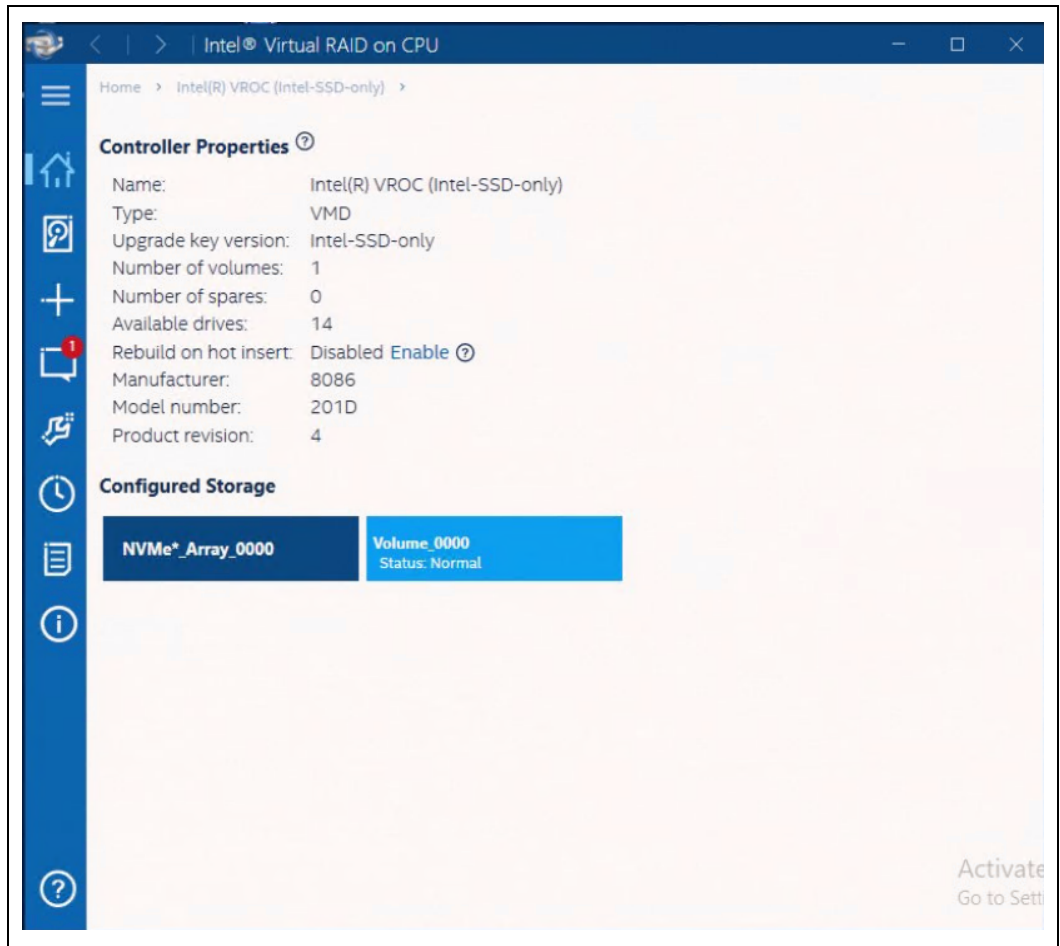 Intel® Virtual RAID on CPU
Home > Intel(R) VROC (Intel-SSD-only) >
Controller Properties ?
Name: Intel(R) VROC (Intel-SSD-only)
Type: VMD
Upgrade key version: Intel-SSD-only
Number of volumes: 1
Number of spares: 0
Available drives: 14
Rebuild on hot insert: Disabled Enable ?
Manufacturer: 8086
Model number: 201D
Product revision: 4
1
Configured Storage
NVMe*_Array_0000
Volume_0000
Status: Normal
Activate
Go to Sett
?